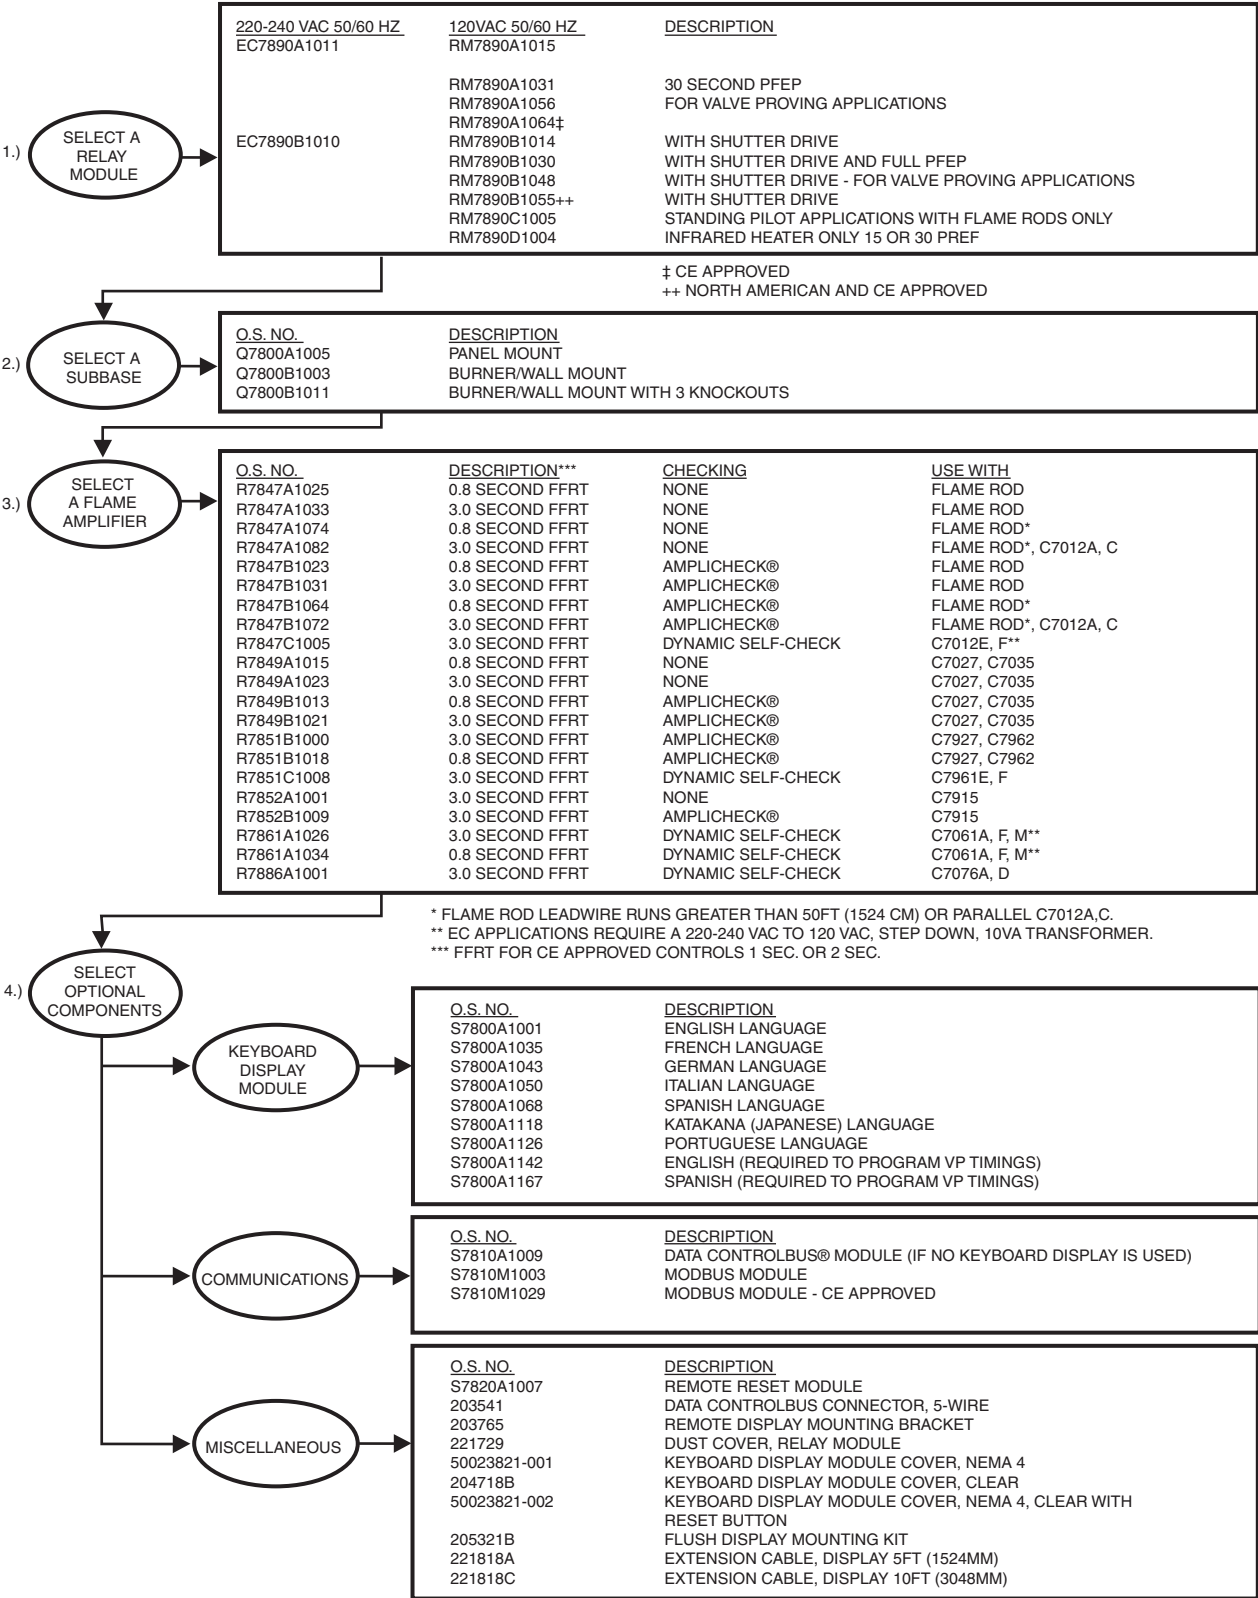 220-240 VAC 50/60 HZ 120VAC 50/60 HZ DESCRIPTION
EC7890A1011 RM7890A1015
RM7890A1031 30 SECOND PFEP
RM7890A1056 FOR VALVE PROVING APPLICATIONS
RM7890A1064‡
EC7890B1010 RM7890B1014 WITH SHUTTER DRIVE
RM7890B1030 WITH SHUTTER DRIVE AND FULL PFEP
RM7890B1048 WITH SHUTTER DRIVE - FOR VALVE PROVING APPLICATIONS
RM7890B1055++ WITH SHUTTER DRIVE
RM7890C1005 STANDING PILOT APPLICATIONS WITH FLAME RODS ONLY
RM7890D1004 INFRARED HEATER ONLY 15 OR 30 PREF
1.)
SELECT A
RELAY
MODULE
‡ CE APPROVED
++ NORTH AMERICAN AND CE APPROVED
2.)
SELECT A
SUBBASE
O.S. NO. DESCRIPTION
Q7800A1005 PANEL MOUNT
Q7800B1003 BURNER/WALL MOUNT
Q7800B1011 BURNER/WALL MOUNT WITH 3 KNOCKOUTS
3.)
SELECT
A FLAME
AMPLIFIER
O.S. NO. DESCRIPTION*** CHECKING USE WITH
R7847A1025 0.8 SECOND FFRT NONE FLAME ROD
R7847A1033 3.0 SECOND FFRT NONE FLAME ROD
R7847A1074 0.8 SECOND FFRT NONE FLAME ROD*
R7847A1082 3.0 SECOND FFRT NONE FLAME ROD*, C7012A, C
R7847B1023 0.8 SECOND FFRT AMPLICHECK® FLAME ROD
R7847B1031 3.0 SECOND FFRT AMPLICHECK® FLAME ROD
R7847B1064 0.8 SECOND FFRT AMPLICHECK® FLAME ROD*
R7847B1072 3.0 SECOND FFRT AMPLICHECK® FLAME ROD*, C7012A, C
R7847C1005 3.0 SECOND FFRT DYNAMIC SELF-CHECK C7012E, F**
R7849A1015 0.8 SECOND FFRT NONE C7027, C7035
R7849A1023 3.0 SECOND FFRT NONE C7027, C7035
R7849B1013 0.8 SECOND FFRT AMPLICHECK® C7027, C7035
R7849B1021 3.0 SECOND FFRT AMPLICHECK® C7027, C7035
R7851B1000 3.0 SECOND FFRT AMPLICHECK® C7927, C7962
R7851B1018 0.8 SECOND FFRT AMPLICHECK® C7927, C7962
R7851C1008 3.0 SECOND FFRT DYNAMIC SELF-CHECK C7961E, F
R7852A1001 3.0 SECOND FFRT NONE C7915
R7852B1009 3.0 SECOND FFRT AMPLICHECK® C7915
R7861A1026 3.0 SECOND FFRT DYNAMIC SELF-CHECK C7061A, F, M**
R7861A1034 0.8 SECOND FFRT DYNAMIC SELF-CHECK C7061A, F, M**
R7886A1001 3.0 SECOND FFRT DYNAMIC SELF-CHECK C7076A, D
* FLAME ROD LEADWIRE RUNS GREATER THAN 50FT (1524 CM) OR PARALLEL C7012A,C.
** EC APPLICATIONS REQUIRE A 220-240 VAC TO 120 VAC, STEP DOWN, 10VA TRANSFORMER.
*** FFRT FOR CE APPROVED CONTROLS 1 SEC. OR 2 SEC.
4.)
SELECT
OPTIONAL
COMPONENTS
KEYBOARD
DISPLAY
MODULE
O.S. NO. DESCRIPTION
S7800A1001 ENGLISH LANGUAGE
S7800A1035 FRENCH LANGUAGE
S7800A1043 GERMAN LANGUAGE
S7800A1050 ITALIAN LANGUAGE
S7800A1068 SPANISH LANGUAGE
S7800A1118 KATAKANA (JAPANESE) LANGUAGE
S7800A1126 PORTUGUESE LANGUAGE
S7800A1142 ENGLISH (REQUIRED TO PROGRAM VP TIMINGS)
S7800A1167 SPANISH (REQUIRED TO PROGRAM VP TIMINGS)
COMMUNICATIONS
O.S. NO. DESCRIPTION
S7810A1009 DATA CONTROLBUS® MODULE (IF NO KEYBOARD DISPLAY IS USED)
S7810M1003 MODBUS MODULE
S7810M1029 MODBUS MODULE - CE APPROVED
MISCELLANEOUS
O.S. NO. DESCRIPTION
S7820A1007 REMOTE RESET MODULE
203541 DATA CONTROLBUS CONNECTOR, 5-WIRE
203765 REMOTE DISPLAY MOUNTING BRACKET
221729 DUST COVER, RELAY MODULE
50023821-001 KEYBOARD DISPLAY MODULE COVER, NEMA 4
204718B KEYBOARD DISPLAY MODULE COVER, CLEAR
50023821-002 KEYBOARD DISPLAY MODULE COVER, NEMA 4, CLEAR WITH
RESET BUTTON
205321B FLUSH DISPLAY MOUNTING KIT
221818A EXTENSION CABLE, DISPLAY 5FT (1524MM)
221818C EXTENSION CABLE, DISPLAY 10FT (3048MM)